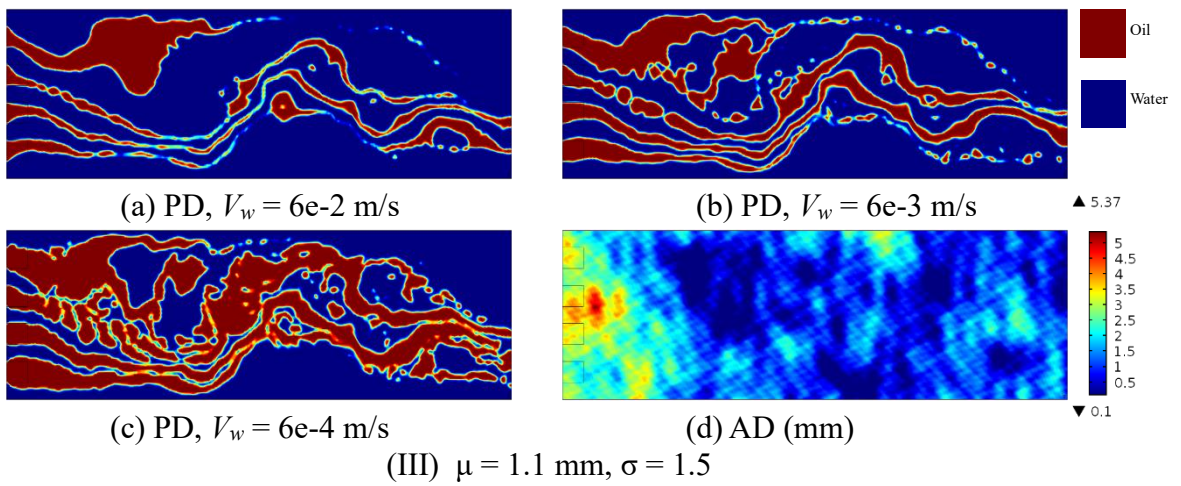 Oil
Water
(a) PD, V_w = 6e-2 m/s
(b) PD, V_w = 6e-3 m/s
▲ 5.37
5
4.5
4
3.5
3
2.5
2
1.5
1
0.5
▼ 0.1
(c) PD, V_w = 6e-4 m/s
(d) AD (mm)
(III) μ = 1.1 mm, σ = 1.5